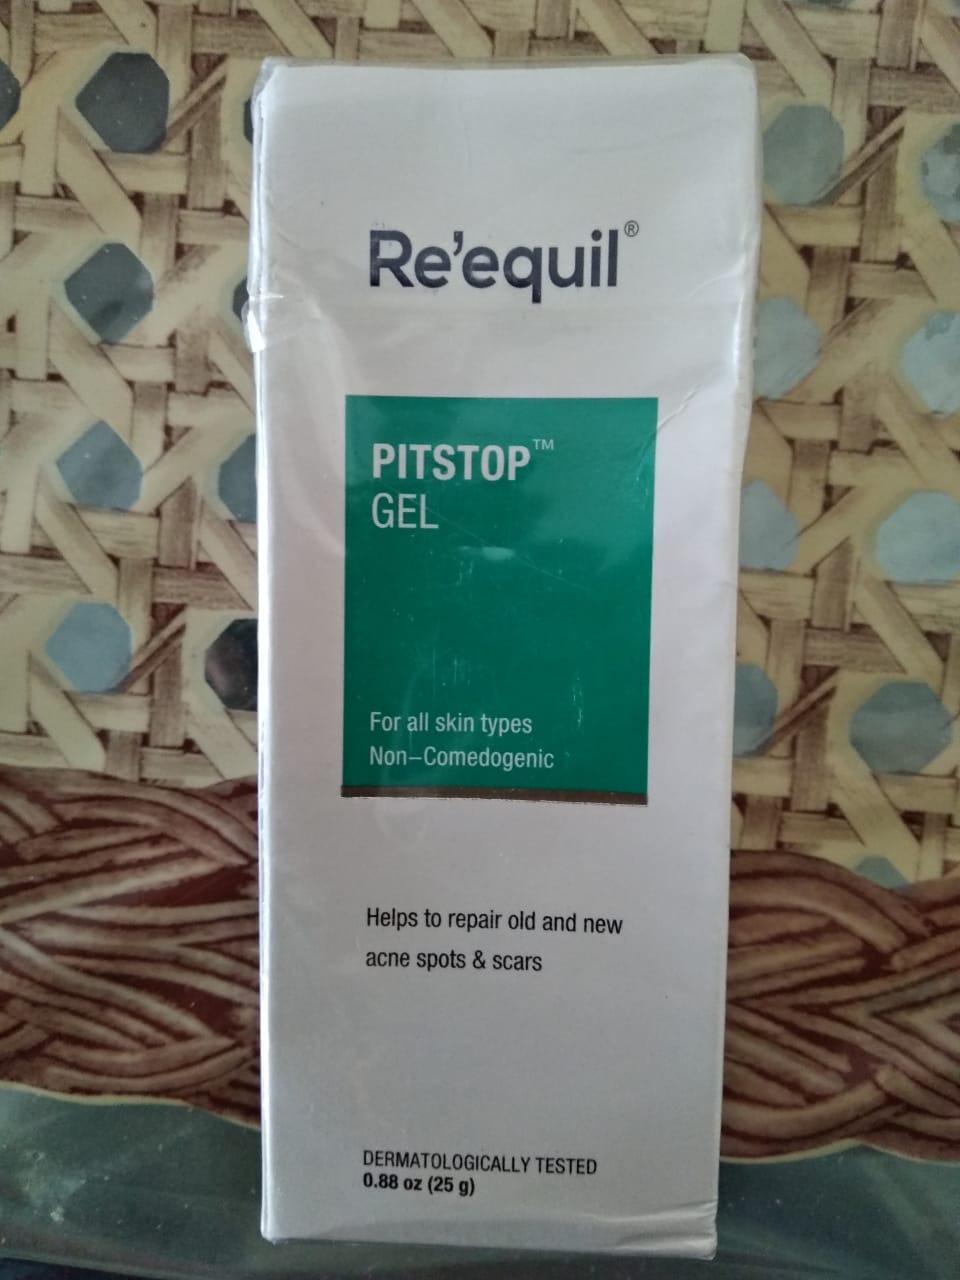 Re'equil®
PITSTOP™
GEL
For all skin types
Non–Comedogenic
Helps to repair old and new
acne spots & scars
DERMATOLOGICALLY TESTED
0.88 oz (25 g)